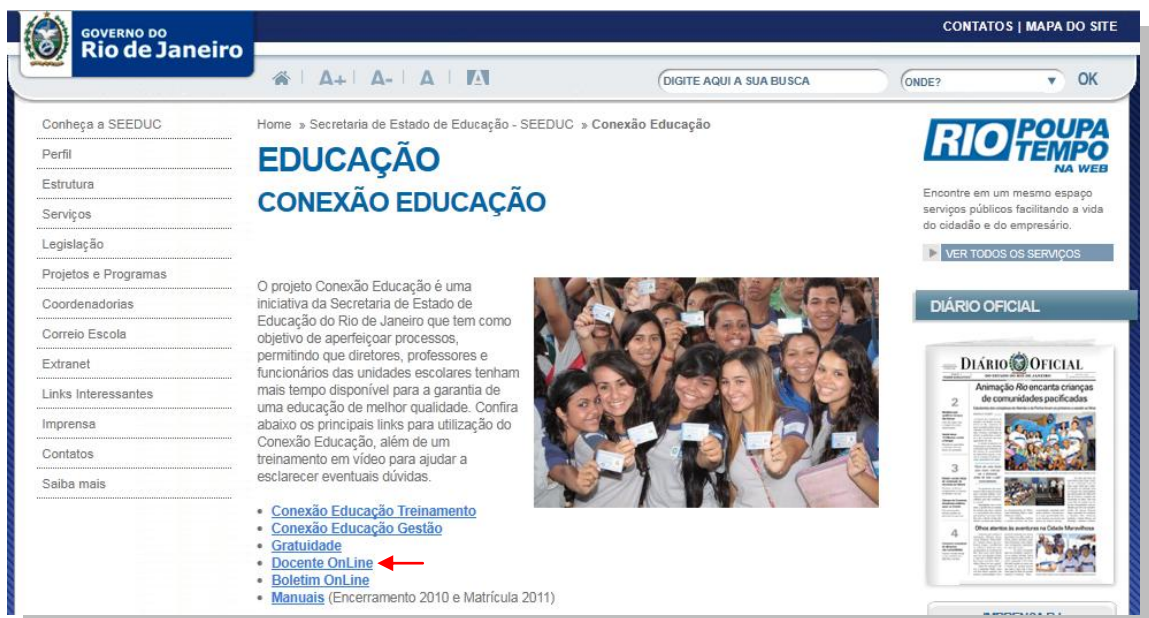 CONTATOS | MAPA DO SITE
GOVERNO DO
Rio de Janeiro
A+ | A- | A | A
DIGITE AQUI A SUA BUSCA
ONDE?
OK
Conheça a SEEDUC
Perfil
Estrutura
Serviços
Legislação
Projetos e Programas
Coordenadorias
Correio Escola
Extranet
Links Interessantes
Imprensa
Contatos
Saiba mais
Home » Secretaria de Estado de Educação - SEEDUC » Conexão Educação
EDUCAÇÃO
CONEXÃO EDUCAÇÃO
O projeto Conexão Educação é uma
iniciativa da Secretaria de Estado de
Educação do Rio de Janeiro que tem como
objetivo de aperfeiçoar processos,
permitindo que diretores, professores e
funcionários das unidades escolares tenham
mais tempo disponível para a garantia de
uma educação de melhor qualidade. Confira
abaixo os principais links para utilização do
Conexão Educação, além de um
treinamento em vídeo para ajudar a
esclarecer eventuais dúvidas.
• Conexão Educação Treinamento
• Conexão Educação Gestão
• Gratuidade
• Docente OnLine
• Boletim OnLine
• Manuais (Encerramento 2010 e Matrícula 2011)
RIO POUPA
TEMPO
NA WEB
Encontre em um mesmo espaço
serviços públicos facilitando a vida
do cidadão e do empresário.
VER TODOS OS SERVIÇOS
DIÁRIO OFICIAL
DIÁRIO OFICIAL
Animação Rio encanta crianças
de comunidades pacificadas
2
3
4
Olhos atentos às aventuras na Cidade Maravilhosa